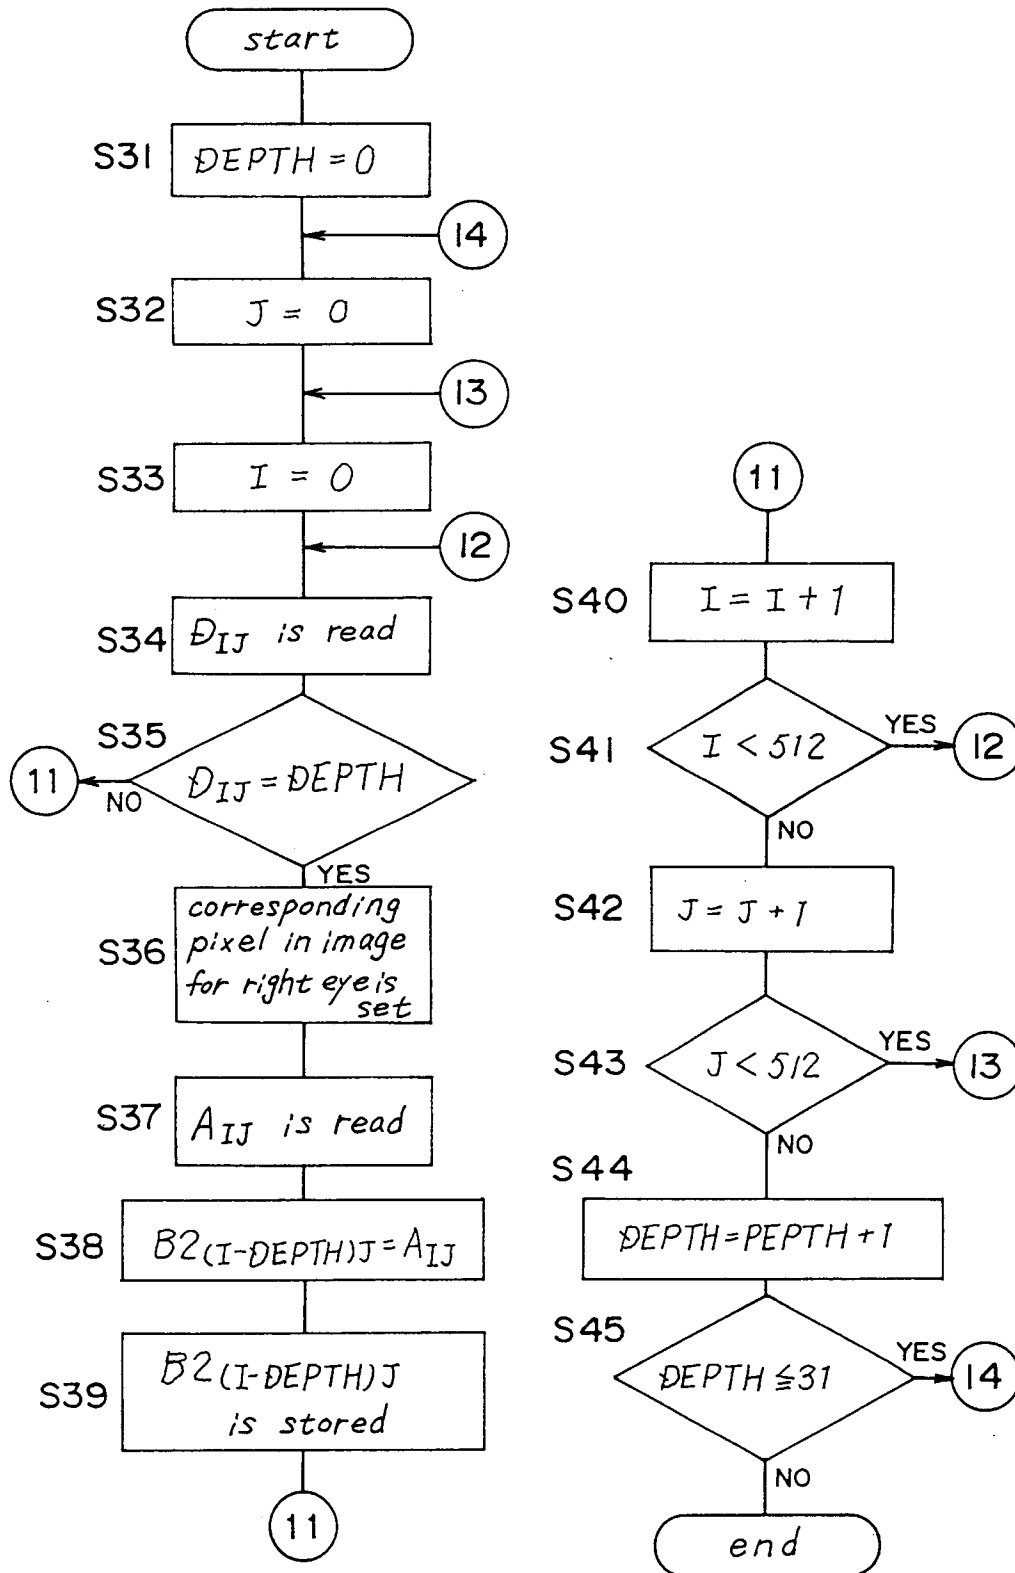 start
S31
DEPTH = 0
14
S32
J = 0
13
S33
I = 0
12
S34
DIJ is read
S35
DIJ = DEPTH
11
NO
YES
S36
corresponding
pixel in image
for right eye is
set
S37
AIJ is read
S38
B2(I-DEPTH)J = AIJ
S39
B2(I-DEPTH)J
is stored
11
11
S40
I = I + 1
S41
I < 512
YES
12
NO
S42
J = J + 1
S43
J < 512
YES
13
NO
S44
DEPTH = PEPTH + 1
S45
DEPTH ≦ 31
YES
14
NO
end